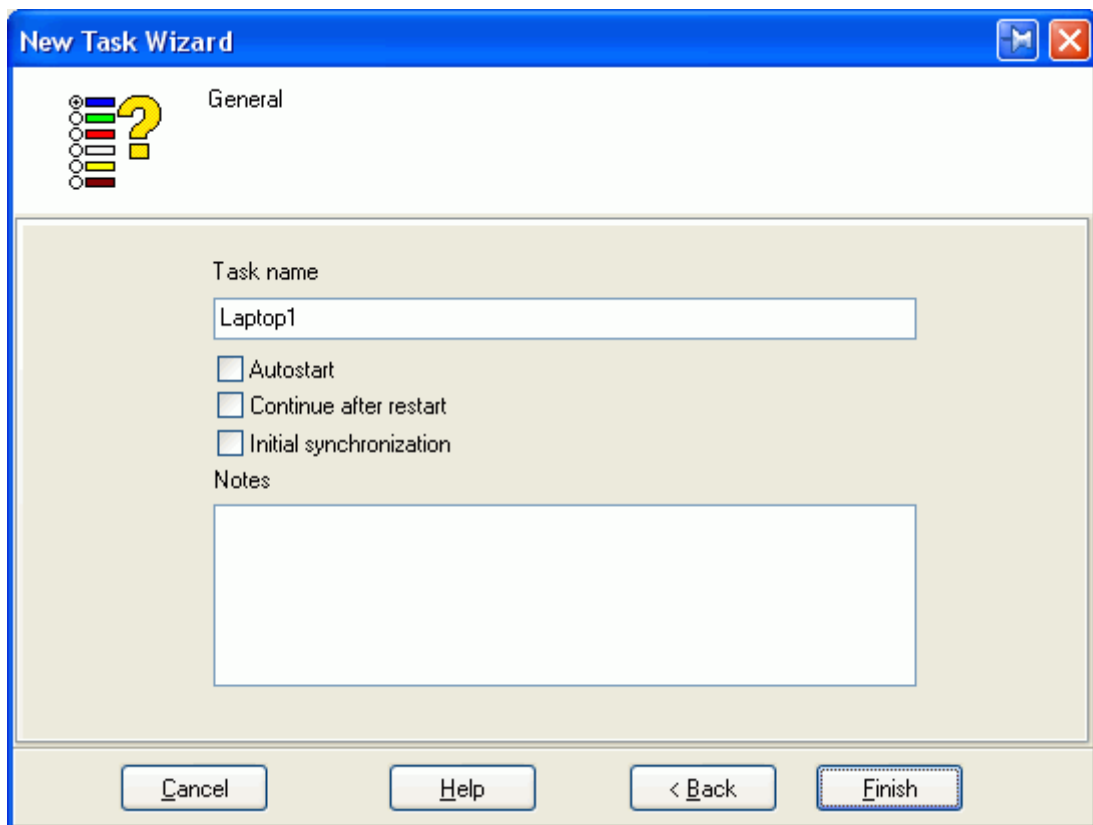 New Task Wizard
General
Task name
Laptop1
Autostart
Continue after restart
Initial synchronization
Notes
Cancel Help < Back Finish